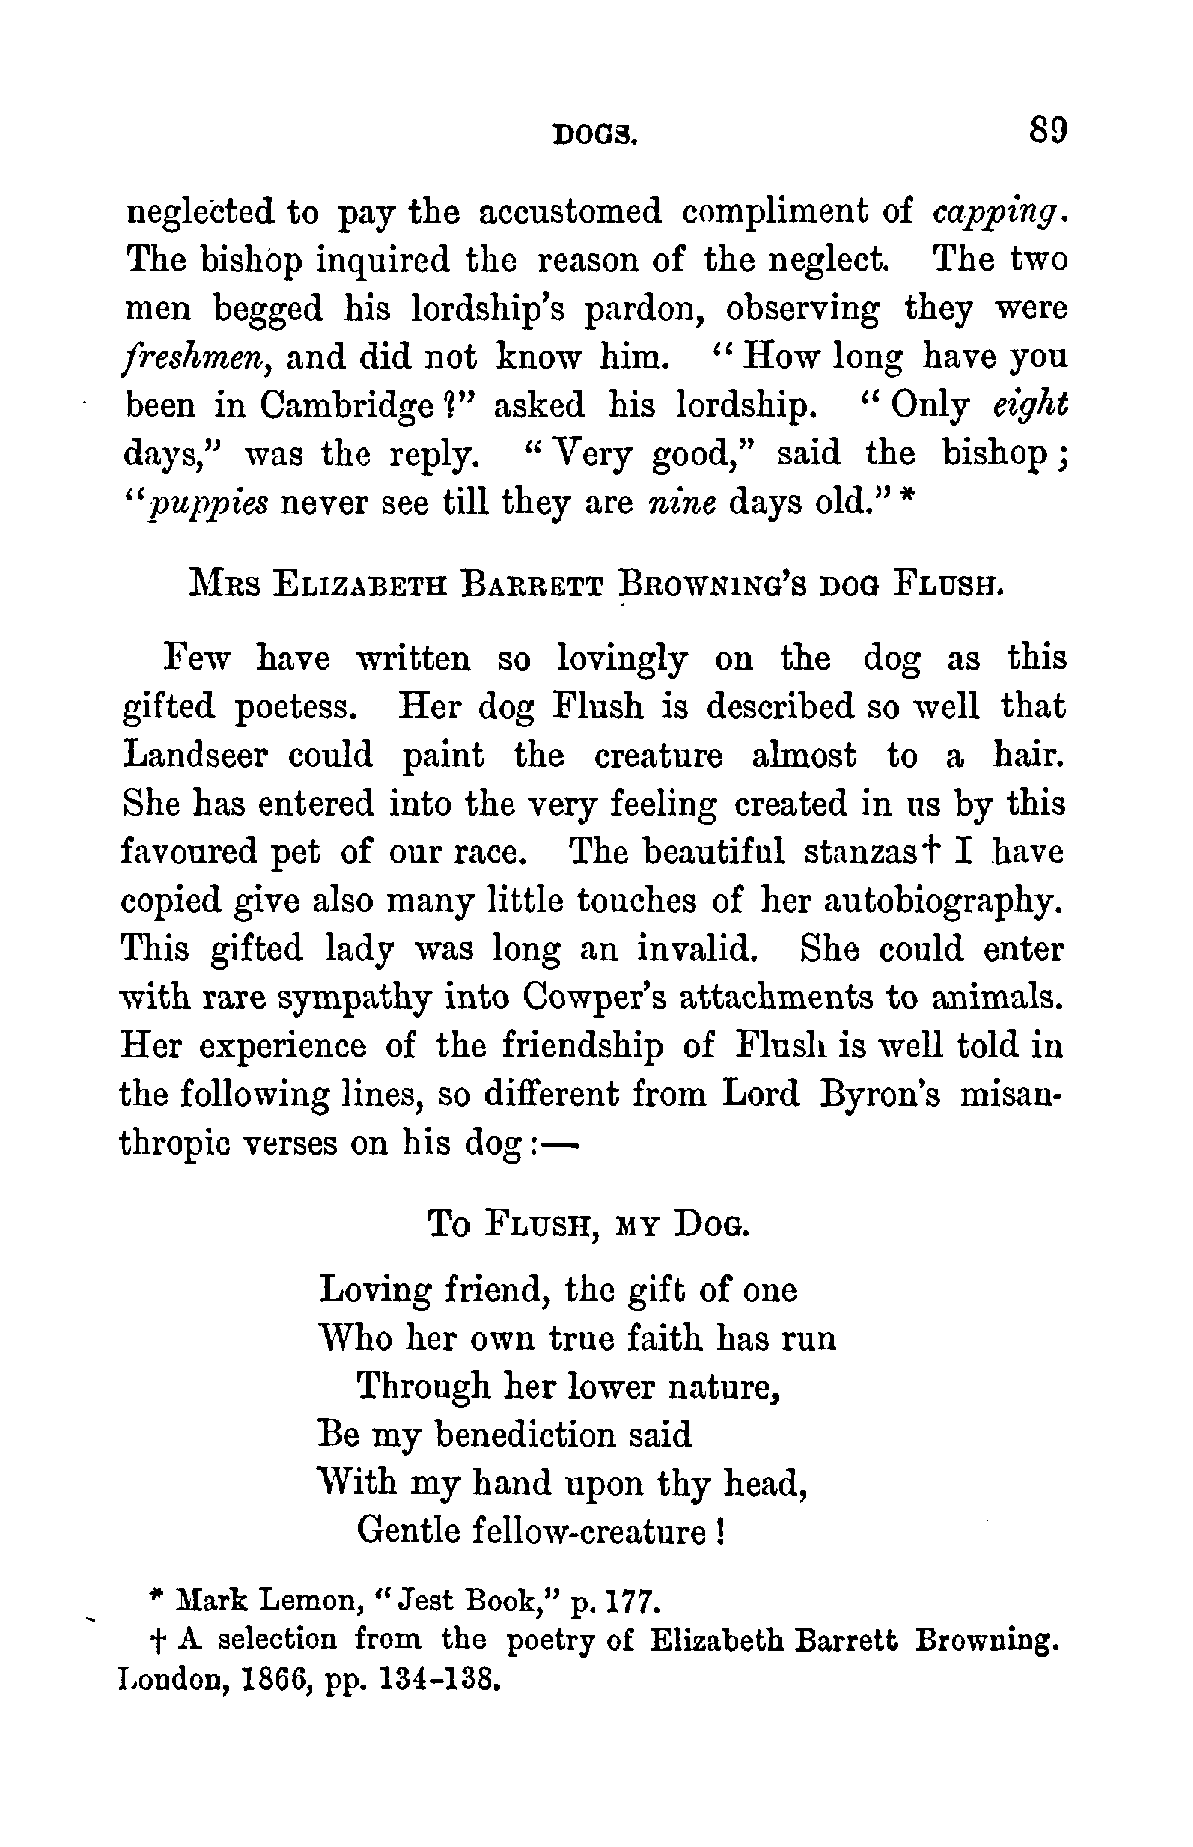 DOGS. 89
neglected to pay the accustomed compliment of capping.
The bishop inquired the reason of the neglect. The two
men begged his lordship's pardon, observing they were
freshmen, and did not know him. "How long have you
been in Cambridge?" asked his lordship. "Only eight
days," was the reply. "Very good," said the bishop;
"puppies never see till they are nine days old."*
MRS ELIZABETH BARRETT BROWNING'S DOG FLUSH.
Few have written so lovingly on the dog as this
gifted poetess. Her dog Flush is described so well that
Landseer could paint the creature almost to a hair.
She has entered into the very feeling created in us by this
favoured pet of our race. The beautiful stanzas† I have
copied give also many little touches of her autobiography.
This gifted lady was long an invalid. She could enter
with rare sympathy into Cowper's attachments to animals.
Her experience of the friendship of Flush is well told in
the following lines, so different from Lord Byron's misan-
thropic verses on his dog:—
TO FLUSH, MY DOG.
Loving friend, the gift of one
Who her own true faith has run
Through her lower nature,
Be my benediction said
With my hand upon thy head,
Gentle fellow-creature!
* Mark Lemon, "Jest Book," p. 177.
† A selection from the poetry of Elizabeth Barrett Browning.
London, 1866, pp. 134-138.